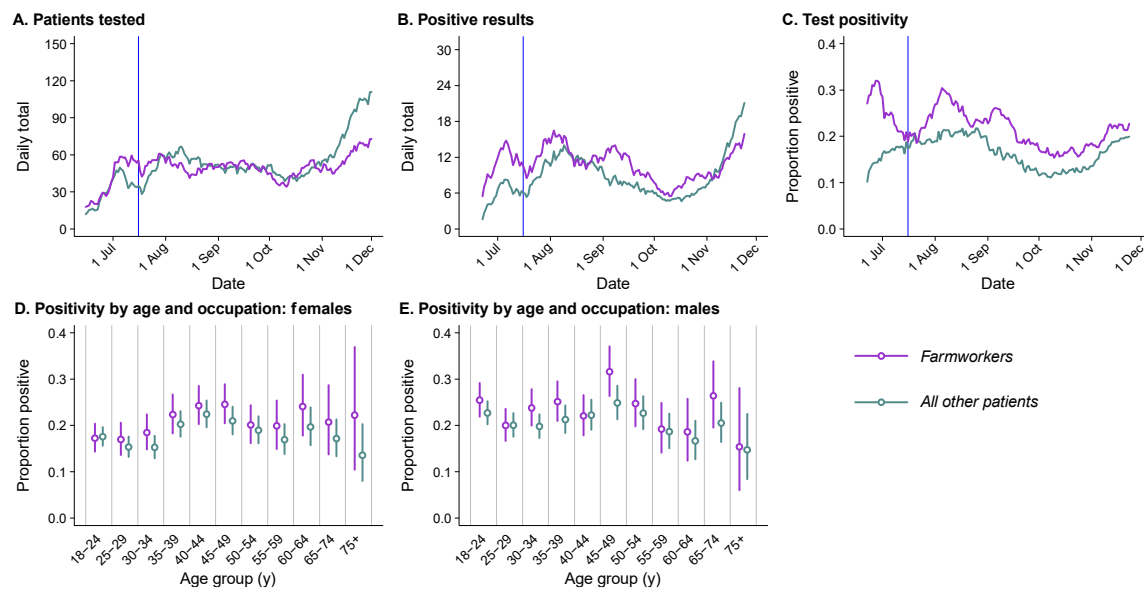 A. Patients tested
150
120
90
60
30
0
Daily total
1 Jul
1 Aug
1 Sep
1 Oct
1 Nov
1 Dec
Date
B. Positive results
30
24
18
12
6
0
Daily total
1 Jul
1 Aug
1 Sep
1 Oct
1 Nov
1 Dec
Date
C. Test positivity
0.4
0.3
0.2
0.1
0.0
Proportion positive
1 Jul
1 Aug
1 Sep
1 Oct
1 Nov
1 Dec
Date
D. Positivity by age and occupation: females
0.4
0.3
0.2
0.1
0.0
Proportion positive
18–24
25–29
30–34
35–39
40–44
45–49
50–54
55–59
60–64
65–74
75+
Age group (y)
E. Positivity by age and occupation: males
0.4
0.3
0.2
0.1
0.0
Proportion positive
18–24
25–29
30–34
35–39
40–44
45–49
50–54
55–59
60–64
65–74
75+
Age group (y)
Farmworkers
All other patients